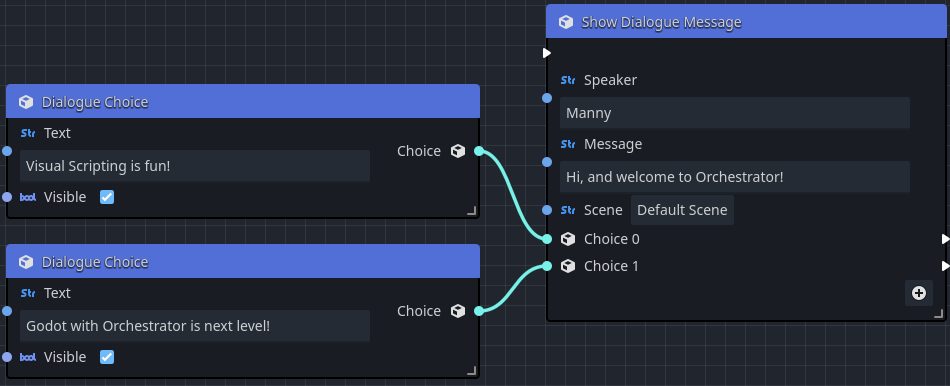 Dialogue Choice
Str Text
Visual Scripting is fun!
Choice
bool Visible
Dialogue Choice
Str Text
Godot with Orchestrator is next level!
Choice
bool Visible
Show Dialogue Message
Str Speaker
Manny
Str Message
Hi, and welcome to Orchestrator!
Str Scene Default Scene
Choice 0
Choice 1